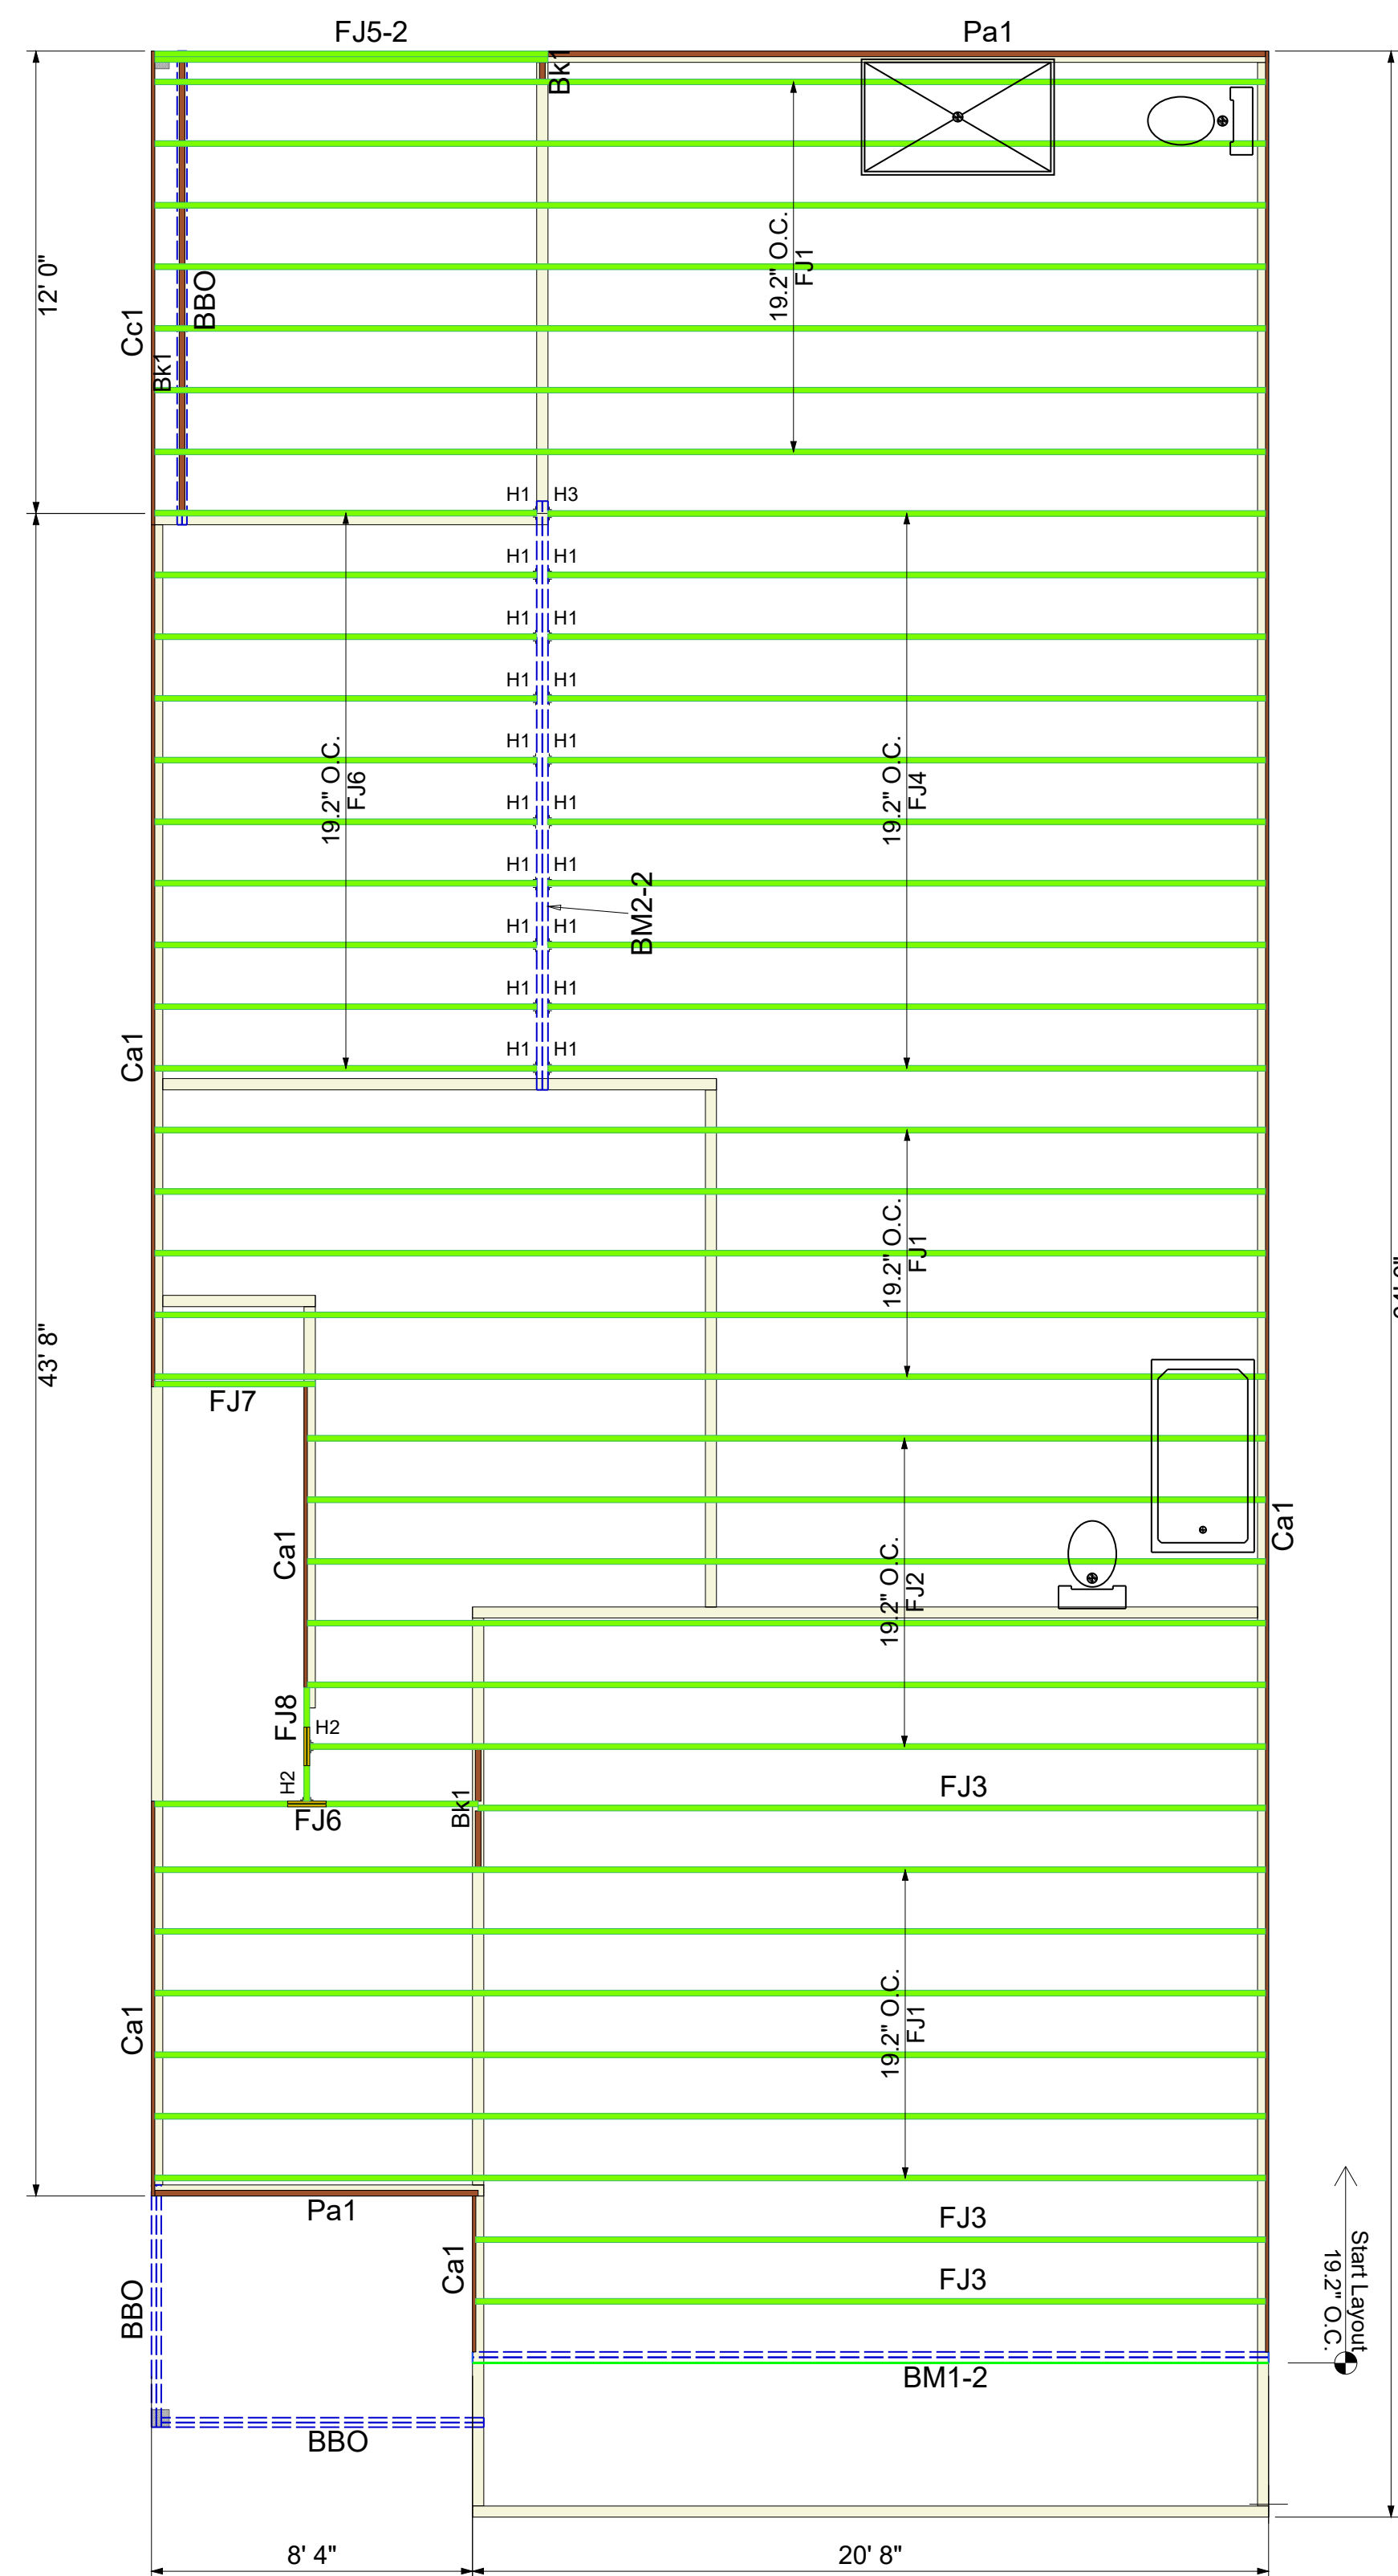 FJ5-2
Pa1
Bk1
12' 0"
Cc1
BBO
Bk1
19.2" O.C.
FJ1
H1 H3
H1 H1
H1 H1
H1 H1
H1 H1
H1 H1
H1 H1
H1 H1
H1 H1
H1 H1
19.2" O.C.
FJ6
19.2" O.C.
FJ4
BM2-2
Ca1
19.2" O.C.
FJ1
43' 8"
FJ7
Ca1
Ca1
19.2" O.C.
FJ2
FJ8
H2
H2
FJ6
Bk1
FJ3
Ca1
19.2" O.C.
FJ1
Pa1
Ca1
FJ3
FJ3
Start Layout
19.2" O.C.
BBO
BM1-2
BBO
8' 4"
20' 8"